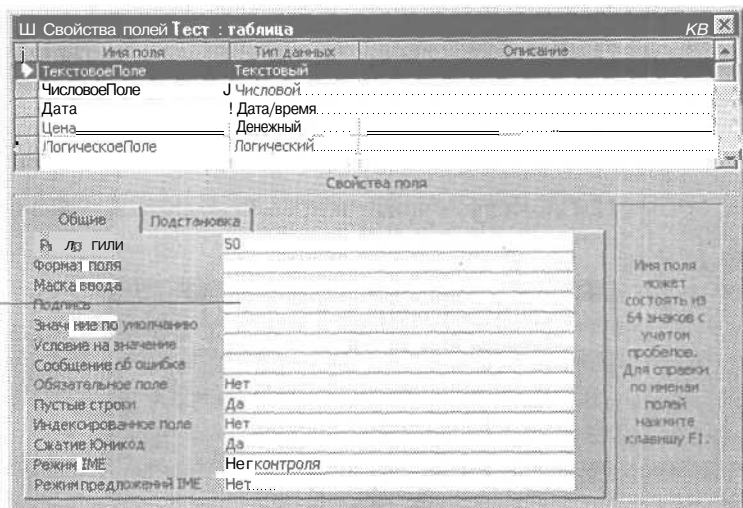 Ш Свойства полей Тест : таблица КВ
Имя поля Тип данных Описание
ТекстовоеПоле Текстовый
ЧисловоеПоле Числовой
Дата Дата/время
Цена Денежный
ЛогическоеПоле Логический
Свойства поля
Общие Подстановка
50
Формат поля
Маска ввода
Подпись
Значение по умолчанию
Условие на значение
Сообщение об ошибке
Обязательное поле Нет
Пустые строки Да
Индексированное поле Нет
Сжатие Юникод Да
Режим IME Нет контроля
Режим предложений IME Нет
Имя поля
может
состоять из
64 знаков с
учетом
пробелов.
Для справки
по именам
полей
нажмите
клавишу F1.